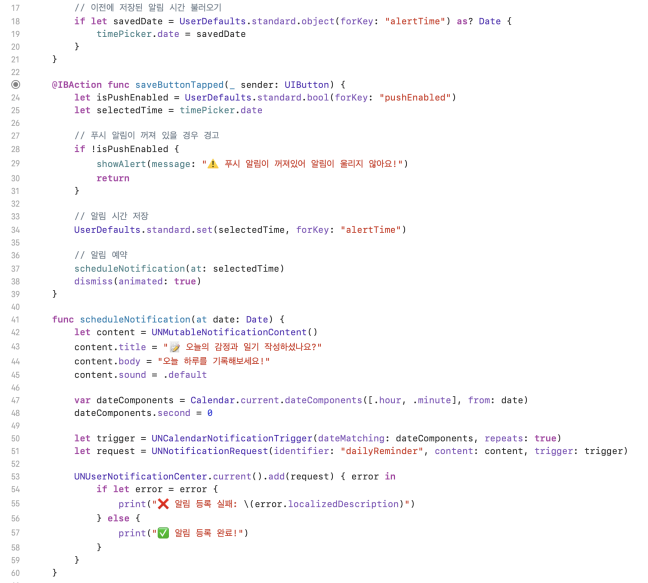 17 // 이전에 저장된 알림 시간 불러오기
18 if let savedDate = UserDefaults.standard.object(forKey: "alertTime") as? Date {
19 timePicker.date = savedDate
20 }
21 }
22
@IBAction func saveButtonTapped(_ sender: UIButton) {
24 let isPushEnabled = UserDefaults.standard.bool(forKey: "pushEnabled")
25 let selectedTime = timePicker.date
26
27 // 푸시 알림이 꺼져 있을 경우 경고
28 if !isPushEnabled {
29 showAlert(message: "⚠️ 푸시 알림이 꺼져있어 알림이 울리지 않아요!")
30 return
31 }
32
33 // 알림 시간 저장
34 UserDefaults.standard.set(selectedTime, forKey: "alertTime")
35
36 // 알림 예약
37 scheduleNotification(at: selectedTime)
38 dismiss(animated: true)
39 }
40
41 func scheduleNotification(at date: Date) {
42 let content = UNMutableNotificationContent()
43 content.title = "📝 오늘의 감정과 일기 작성하셨나요?"
44 content.body = "오늘 하루를 기록해보세요!"
45 content.sound = .default
46
47 var dateComponents = Calendar.current.dateComponents([.hour, .minute], from: date)
48 dateComponents.second = 0
49
50 let trigger = UNCalendarNotificationTrigger(dateMatching: dateComponents, repeats: true)
51 let request = UNNotificationRequest(identifier: "dailyReminder", content: content, trigger: trigger)
52
53 UNUserNotificationCenter.current().add(request) { error in
54 if let error = error {
55 print("❌ 알림 등록 실패: \(error.localizedDescription)")
56 } else {
57 print("✅ 알림 등록 완료!")
58 }
59 }
60 }